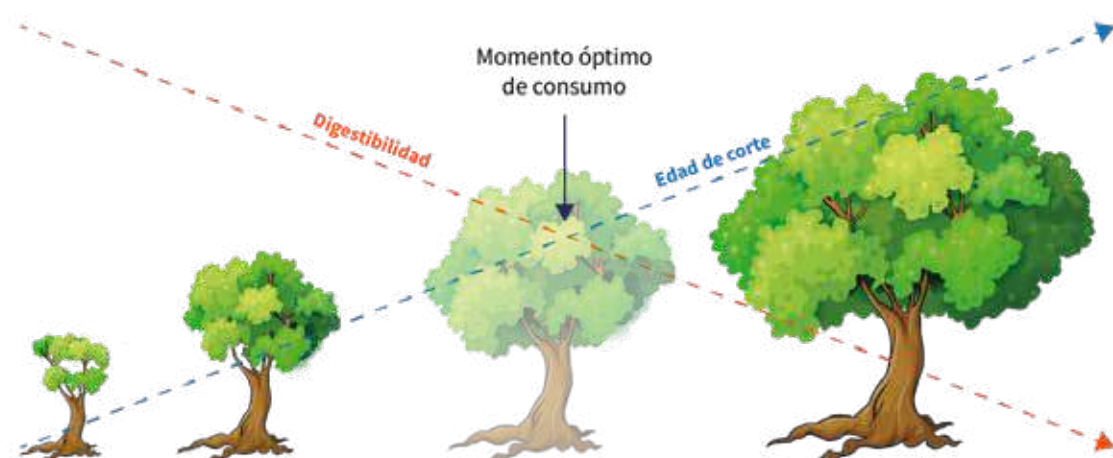 Momento óptimo
de consumo
Digestibilidad
Edad de corte